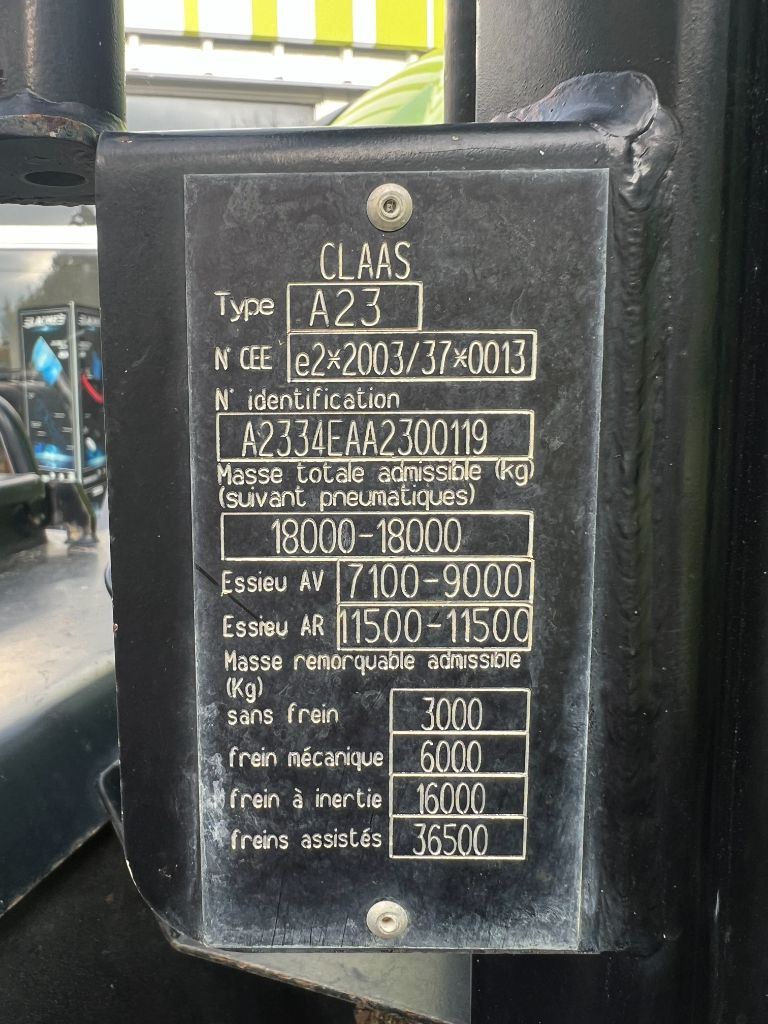 CLAAS
Type A23
N° CEE e2*2003/37*0013
N° identification
A2334EAA2300119
Masse totale admissible (kg)
(suivant pneumatiques)
18000-18000
Essieu AV 7100-9000
Essieu AR 11500-11500
Masse remorquable admissible
(Kg)
sans frein 3000
frein mécanique 6000
frein à inertie 16000
freins assistés 36500